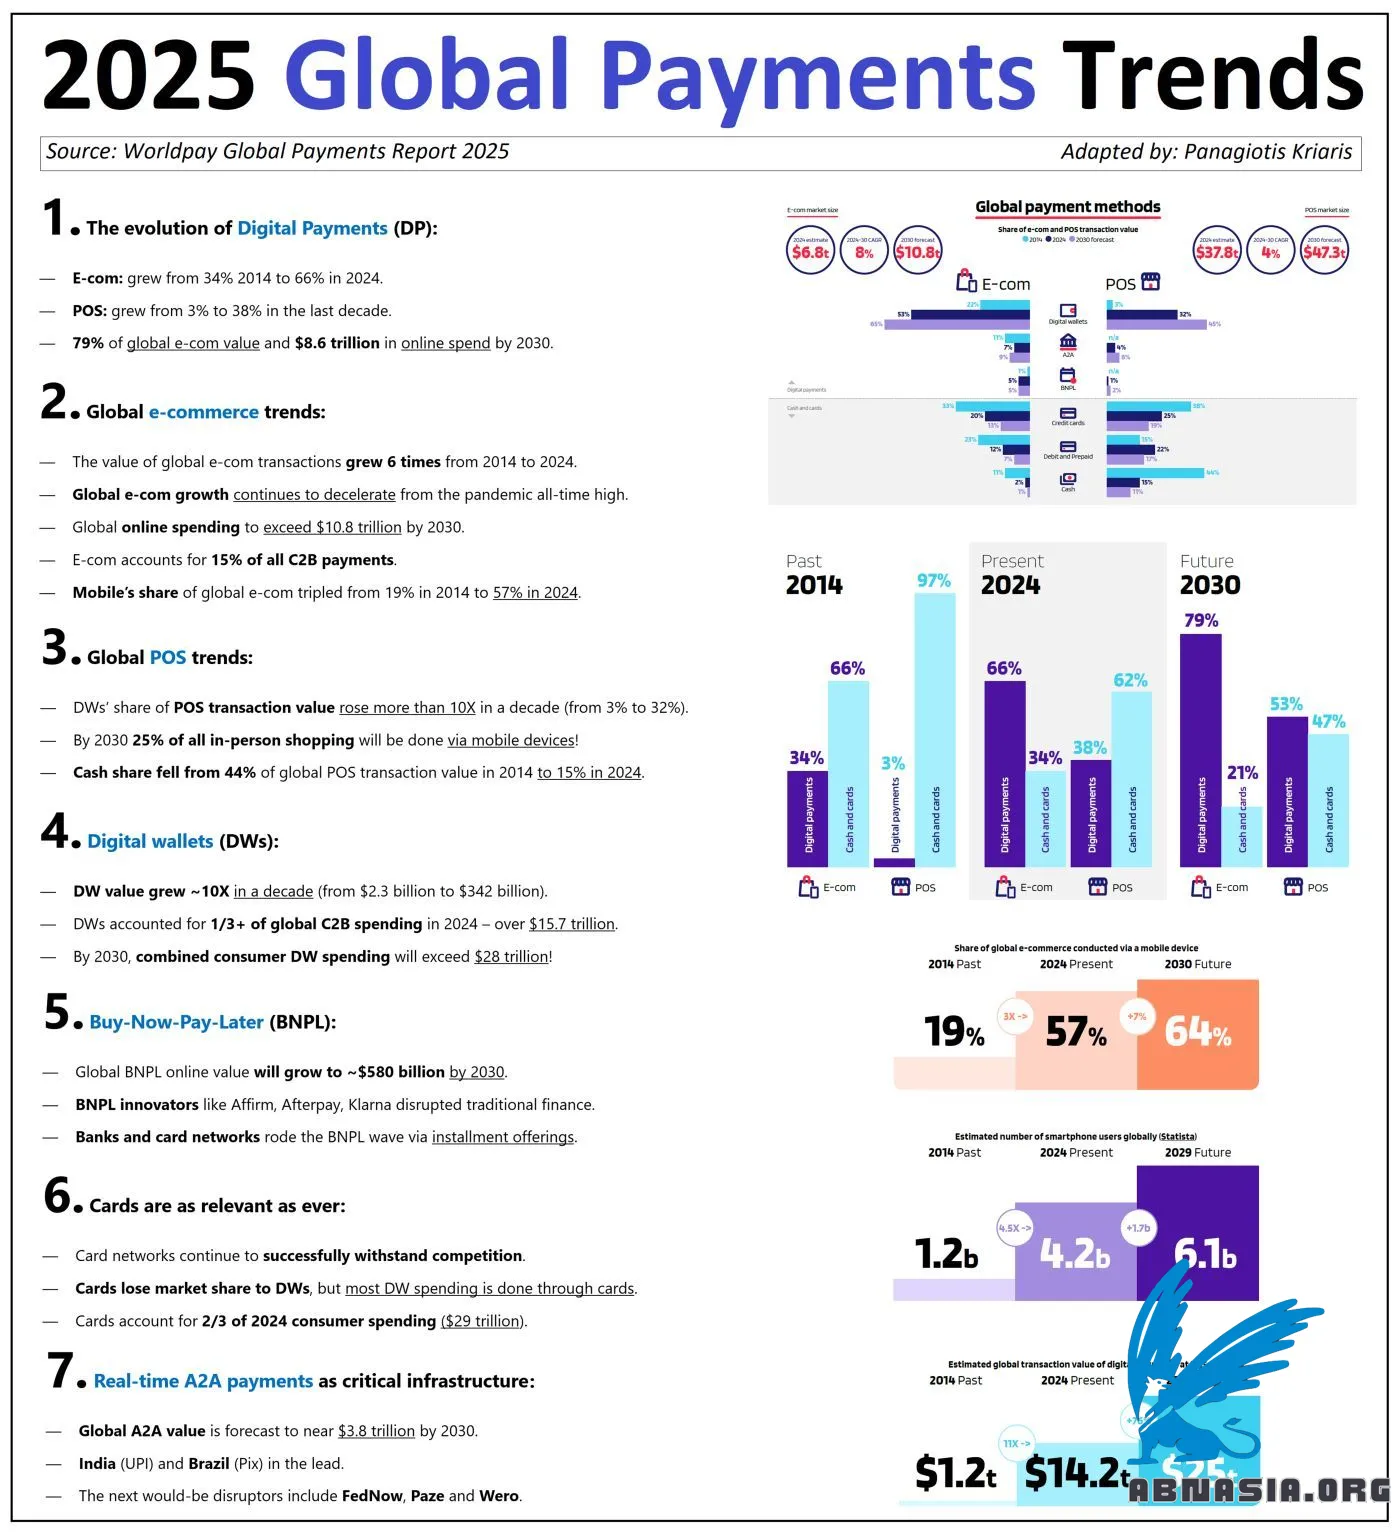 2025 Global Payments Trends
Source: Worldpay Global Payments Report 2025
Adapted by: Panagiotis Kriaris
1. The evolution of Digital Payments (DP):
— E-com: grew from 34% 2014 to 66% in 2024.
— POS: grew from 3% to 38% in the last decade.
— 79% of global e-com value and $8.6 trillion in online spend by 2030.
2. Global e-commerce trends:
— The value of global e-com transactions grew 6 times from 2014 to 2024.
— Global e-com growth continues to decelerate from the pandemic all-time high.
— Global online spending to exceed $10.8 trillion by 2030.
— E-com accounts for 15% of all C2B payments.
— Mobile’s share of global e-com tripled from 19% in 2014 to 57% in 2024.
3. Global POS trends:
— DWs’ share of POS transaction value rose more than 10X in a decade (from 3% to 32%).
— By 2030 25% of all in-person shopping will be done via mobile devices!
— Cash share fell from 44% of global POS transaction value in 2014 to 15% in 2024.
4. Digital wallets (DWs):
— DW value grew ~10X in a decade (from $2.3 billion to $342 billion).
— DWs accounted for 1/3+ of global C2B spending in 2024 – over $15.7 trillion.
— By 2030, combined consumer DW spending will exceed $28 trillion!
5. Buy-Now-Pay-Later (BNPL):
— Global BNPL online value will grow to ~$580 billion by 2030.
— BNPL innovators like Affirm, Afterpay, Klarna disrupted traditional finance.
— Banks and card networks rode the BNPL wave via installment offerings.
6. Cards are as relevant as ever:
— Card networks continue to successfully withstand competition.
— Cards lose market share to DWs, but most DW spending is done through cards.
— Cards account for 2/3 of 2024 consumer spending ($29 trillion).
7. Real-time A2A payments as critical infrastructure:
— Global A2A value is forecast to near $3.8 trillion by 2030.
— India (UPI) and Brazil (Pix) in the lead.
— The next would-be disruptors include FedNow, Paze and Wero.
Global payment methods
Share of e-com and POS transaction value
2014 2024 2030 forecast
E-com market size
2024 estimate $6.8t
2024-30 CAGR 8%
2030 forecast $10.8t
POS market size
2024 estimate $37.8t
2024-30 CAGR 4%
2030 forecast $47.3t
E-com POS
22% 3%
53% Digital wallets 32%
65% 45%
11% n/a
7% A2A 4%
9% 8%
1% n/a
5% BNPL 1%
5% 2%
Digital payments
Cash and cards
33% 38%
20% Credit cards 25%
13% 19%
23% 15%
12% Debit and Prepaid 22%
7% 17%
11% 44%
2% Cash 15%
1% 11%
Past
2014
34% Digital payments
66% Cash and cards
E-com
3% Digital payments
97% Cash and cards
POS
Present
2024
66% Digital payments
34% Cash and cards
E-com
38% Digital payments
62% Cash and cards
POS
Future
2030
79% Digital payments
21% Cash and cards
E-com
53% Digital payments
47% Cash and cards
POS
Share of global e-commerce conducted via a mobile device
2014 Past 2024 Present 2030 Future
19% 3X -> 57% +7% 64%
Estimated number of smartphone users globally (Statista)
2014 Past 2024 Present 2029 Future
1.2b 4.5X -> 4.2b +1.7b 6.1b
Estimated global transaction value of
2014 Past 2024 Present
$1.2t 11X -> $14.2t $25t
ABNASIA.ORG